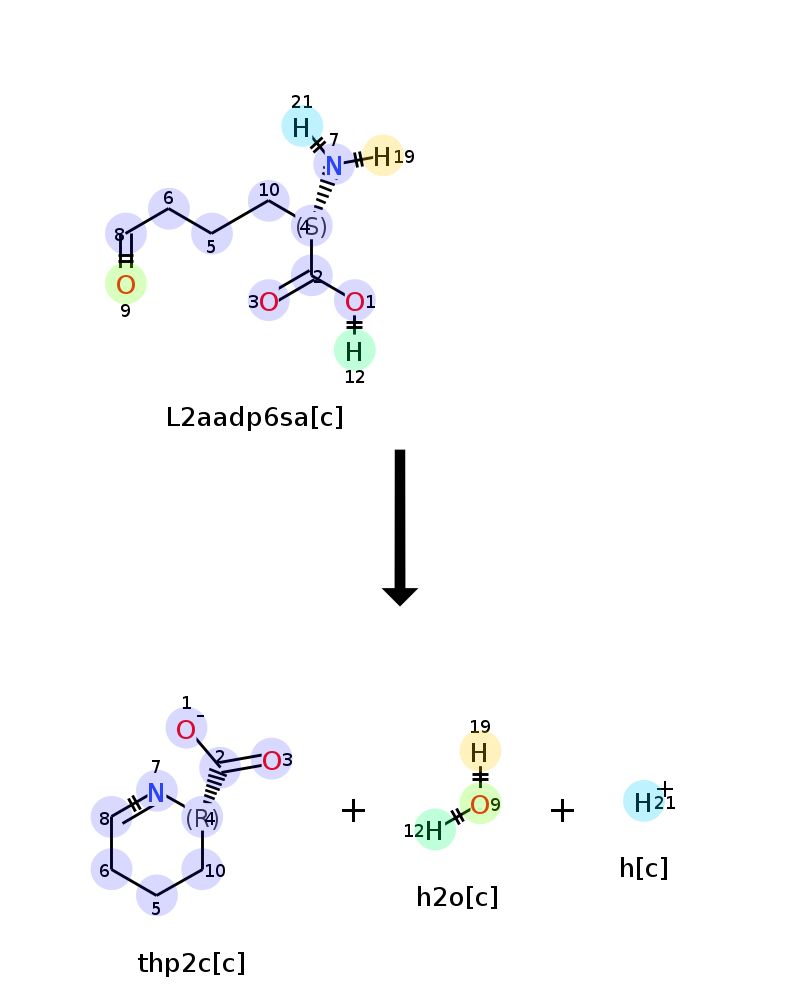 21
H 7
N H 19
10
6
(S) 4
8 5
2
O 3 O O 1
9
H
12
L2aadp6sa[c]
1
O -
19
2
H
7 O 3
N
O 9
8 (R) 4 + + H 21 +
12 H
h[c]
6 10
h2o[c]
5
thp2c[c]